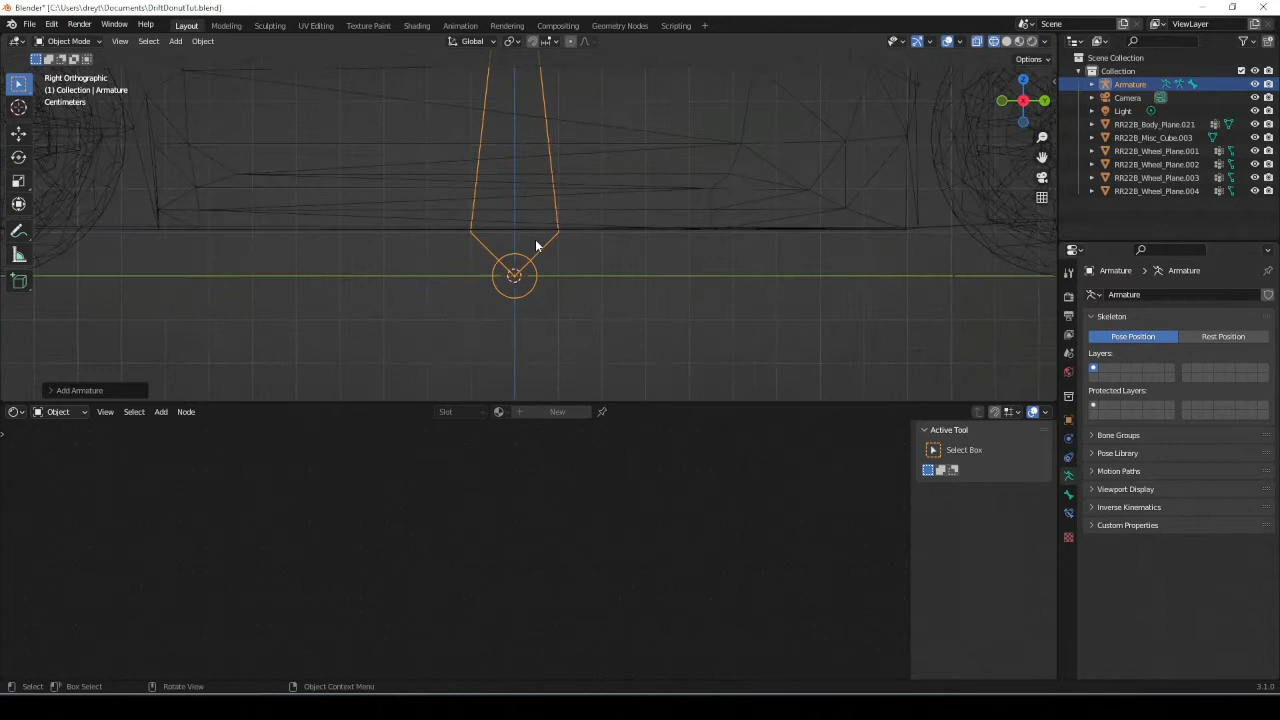 Blender* [C:\Users\dreyt\Documents\DriftDonutTut.blend]
File Edit Render Window Help Layout Modeling Sculpting UV Editing Texture Paint Shading Animation Rendering Compositing Geometry Nodes Scripting + Scene ViewLayer
Object Mode View Select Add Object Global
Options
Right Orthographic
(1) Collection | Armature
Centimeters
Z
Y
X
Add Armature
Scene Collection
Collection
Armature
Camera
Light
RR22B_Body_Plane.021
RR22B_Misc_Cube.003
RR22B_Wheel_Plane.001
RR22B_Wheel_Plane.002
RR22B_Wheel_Plane.003
RR22B_Wheel_Plane.004
Armature > Armature
Armature
Skeleton
Pose Position Rest Position
Layers:
Protected Layers:
Bone Groups
Pose Library
Motion Paths
Viewport Display
Inverse Kinematics
Custom Properties
Object View Select Add Node Slot New
Active Tool
Select Box
Select Box Select Rotate View Object Context Menu 3.1.0